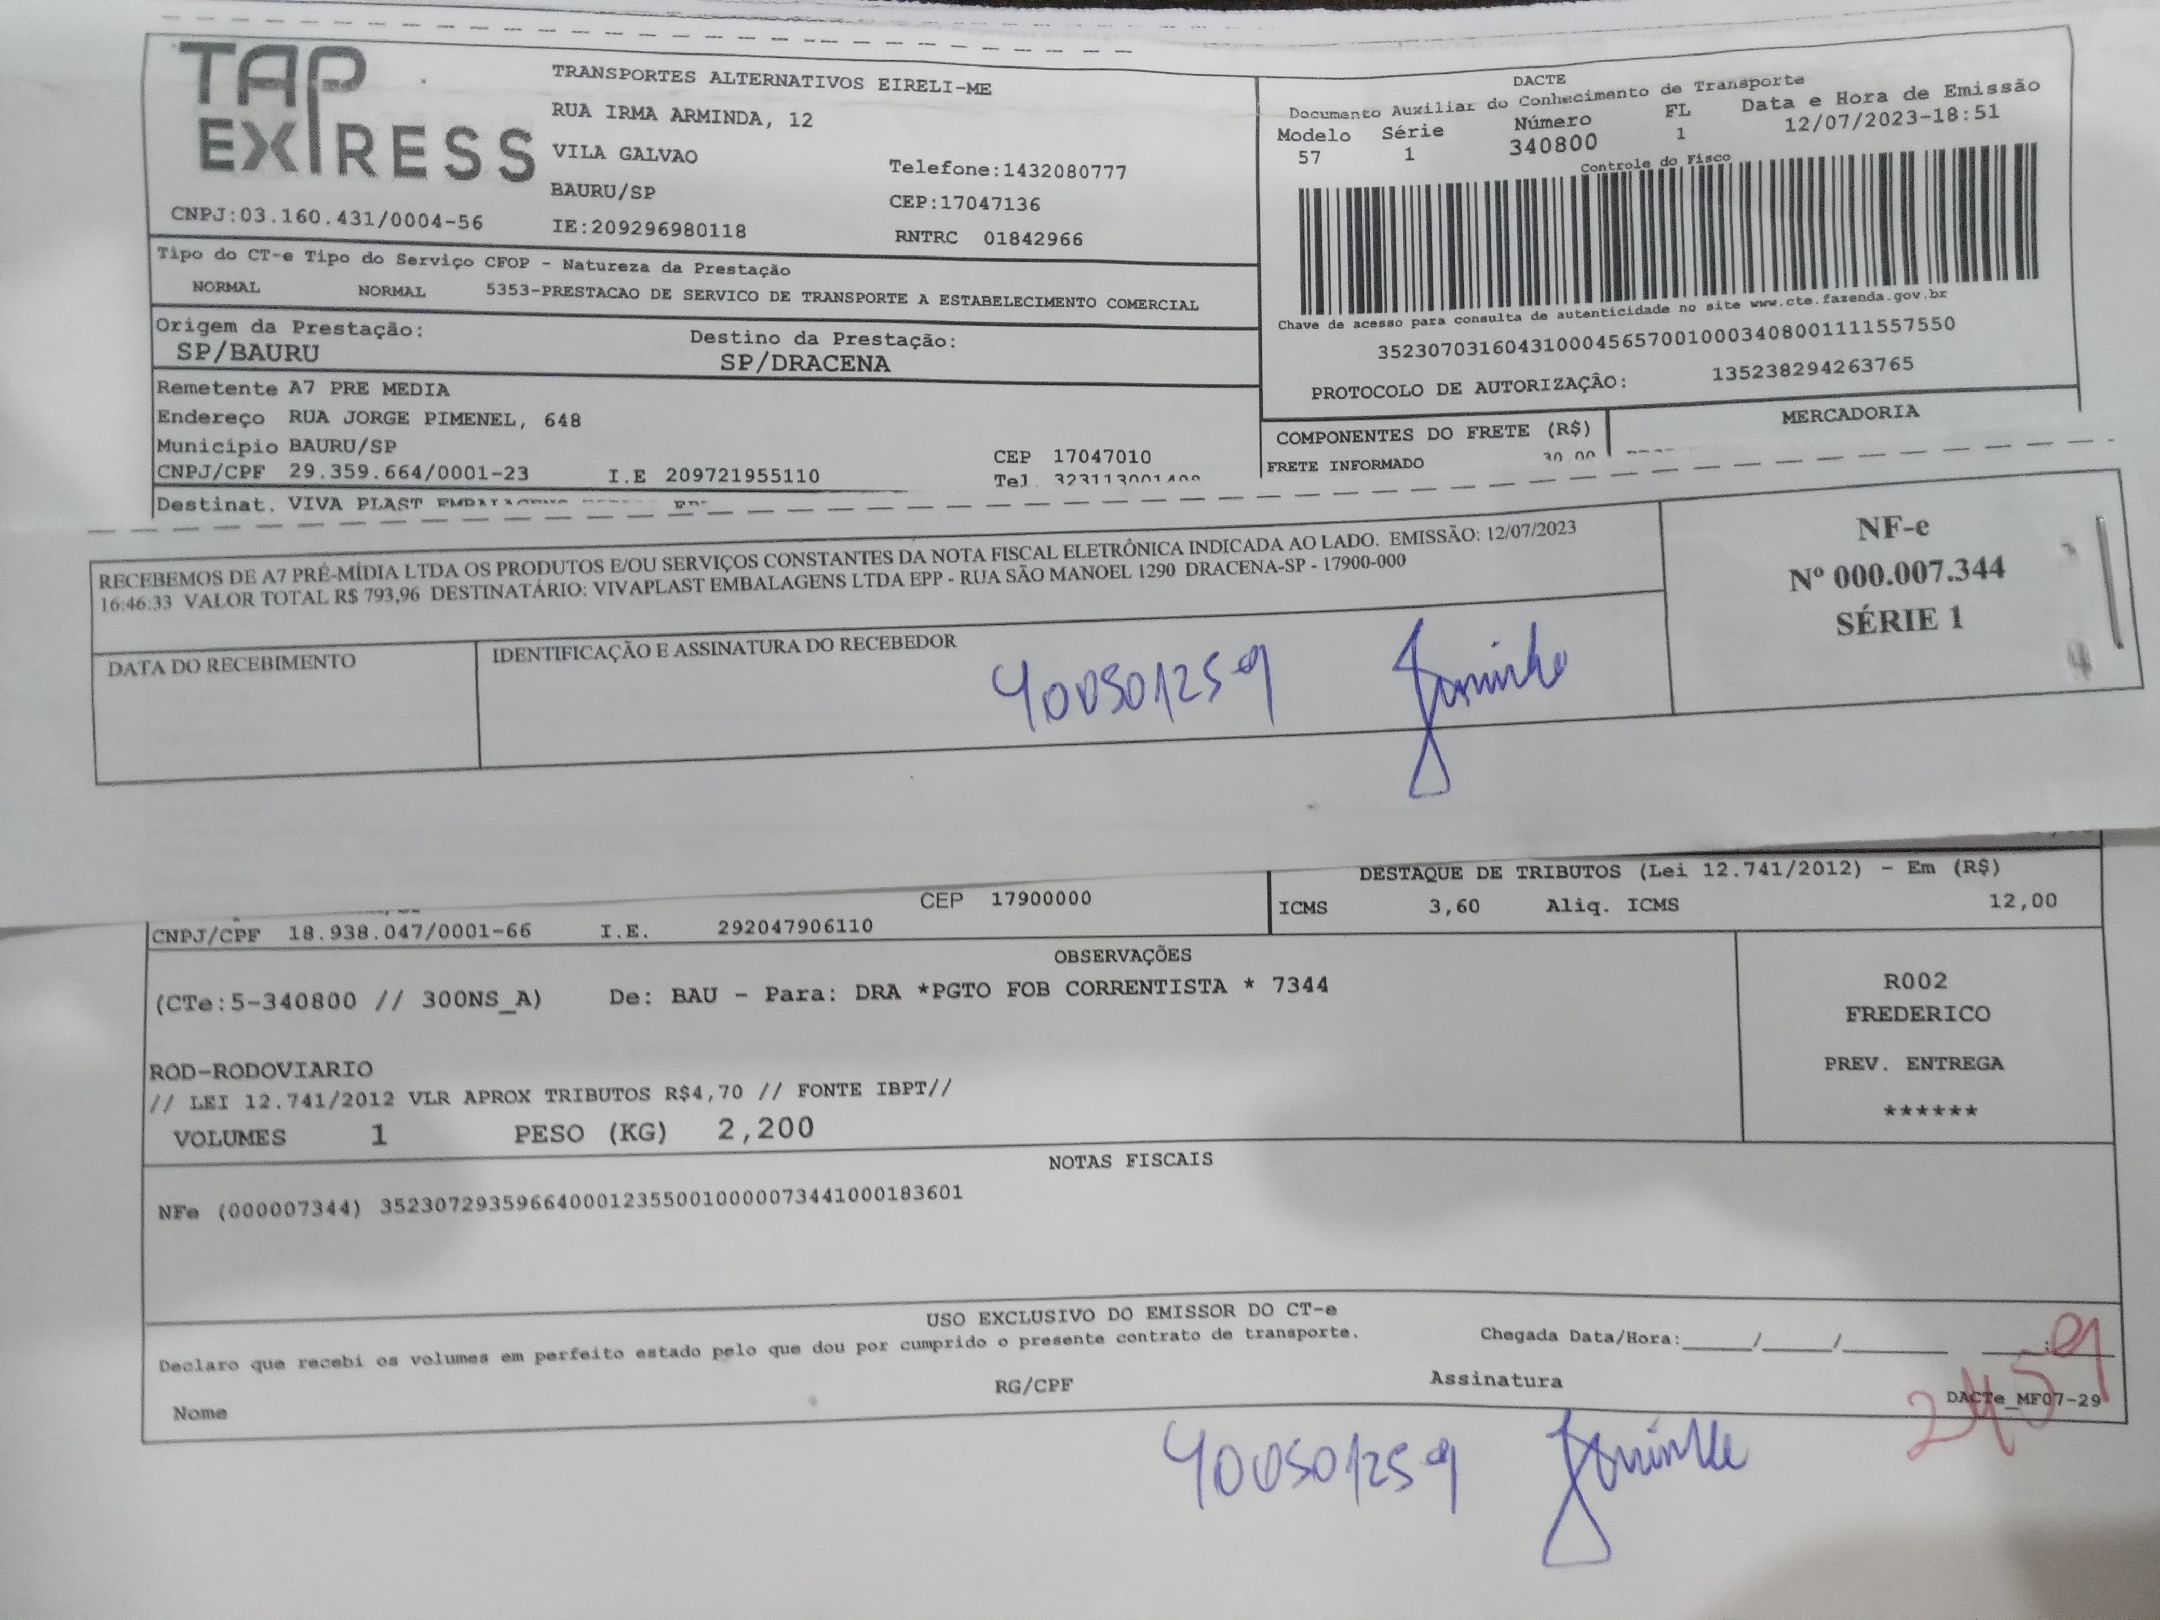 TAP EXPRESS
TRANSPORTES ALTERNATIVOS EIRELI-ME
RUA IRMA ARMINDA, 12
VILA GALVAO
Telefone:1432080777
BAURU/SP
CEP:17047136
CNPJ:03.160.431/0004-56
IE:209296980118
RNTRC 01842966
DACTE
Documento Auxiliar do Conhecimento de Transporte
Modelo Série Número FL Data e Hora de Emissão
57 1 340800 1 12/07/2023-18:51
Controle do Fisco
Chave de acesso para consulta de autenticidade no site www.cte.fazenda.gov.br
35230703160431000456570010003408001111557550
PROTOCOLO DE AUTORIZAÇÃO: 135238294263765
Tipo do CT-e Tipo do Serviço CFOP - Natureza da Prestação
NORMAL NORMAL 5353-PRESTACAO DE SERVICO DE TRANSPORTE A ESTABELECIMENTO COMERCIAL
Origem da Prestação: Destino da Prestação:
SP/BAURU SP/DRACENA
Remetente A7 PRE MEDIA
Endereço RUA JORGE PIMENEL, 648
Município BAURU/SP CEP 17047010
CNPJ/CPF 29.359.664/0001-23 I.E 209721955110 Tel.
COMPONENTES DO FRETE (R$) MERCADORIA
FRETE INFORMADO 30,00
Destinat. VIVA PLAST
RECEBEMOS DE A7 PRÉ-MÍDIA LTDA OS PRODUTOS E/OU SERVIÇOS CONSTANTES DA NOTA FISCAL ELETRÔNICA INDICADA AO LADO. EMISSÃO: 12/07/2023
16:46:33 VALOR TOTAL R$ 793,96 DESTINATÁRIO: VIVAPLAST EMBALAGENS LTDA EPP - RUA SÃO MANOEL 1290 DRACENA-SP - 17900-000
NF-e
Nº 000.007.344
SÉRIE 1
DATA DO RECEBIMENTO
IDENTIFICAÇÃO E ASSINATURA DO RECEBEDOR
400501259
CEP 17900000
CNPJ/CPF 18.938.047/0001-66 I.E. 292047906110
DESTAQUE DE TRIBUTOS (Lei 12.741/2012) - Em (R$)
ICMS 3,60 Aliq. ICMS 12,00
OBSERVAÇÕES
(CTe:5-340800 // 300NS_A) De: BAU - Para: DRA *PGTO FOB CORRENTISTA * 7344
R002
FREDERICO
PREV. ENTREGA
******
ROD-RODOVIARIO
// LEI 12.741/2012 VLR APROX TRIBUTOS R$4,70 // FONTE IBPT//
VOLUMES 1 PESO (KG) 2,200
NOTAS FISCAIS
NFe (000007344) 35230729359664000123550010000073441000183601
USO EXCLUSIVO DO EMISSOR DO CT-e
Declaro que recebi os volumes em perfeito estado pelo que dou por cumprido o presente contrato de transporte.
Chegada Data/Hora:_____/_____/________ ____:____
Nome RG/CPF Assinatura
DACTe_MF07-29
400501259